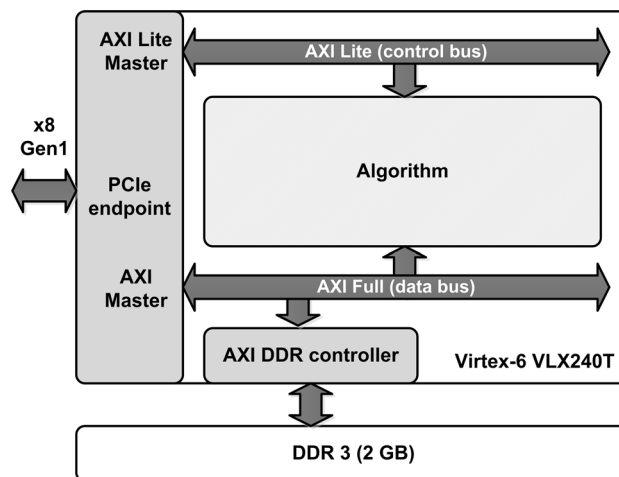 AXI Lite
Master
AXI Lite (control bus)
x8
Gen1
Algorithm
PCIe
endpoint
AXI
Master
AXI Full (data bus)
AXI DDR controller
Virtex-6 VLX240T
DDR 3 (2 GB)